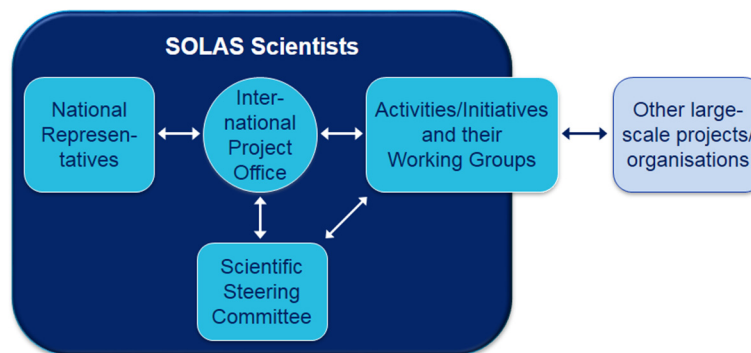 SOLAS Scientists
National
Represen-
tatives
Inter-
national
Project
Office
Activities/Initiatives
and their
Working Groups
Other large-
scale projects/
organisations
Scientific
Steering
Committee